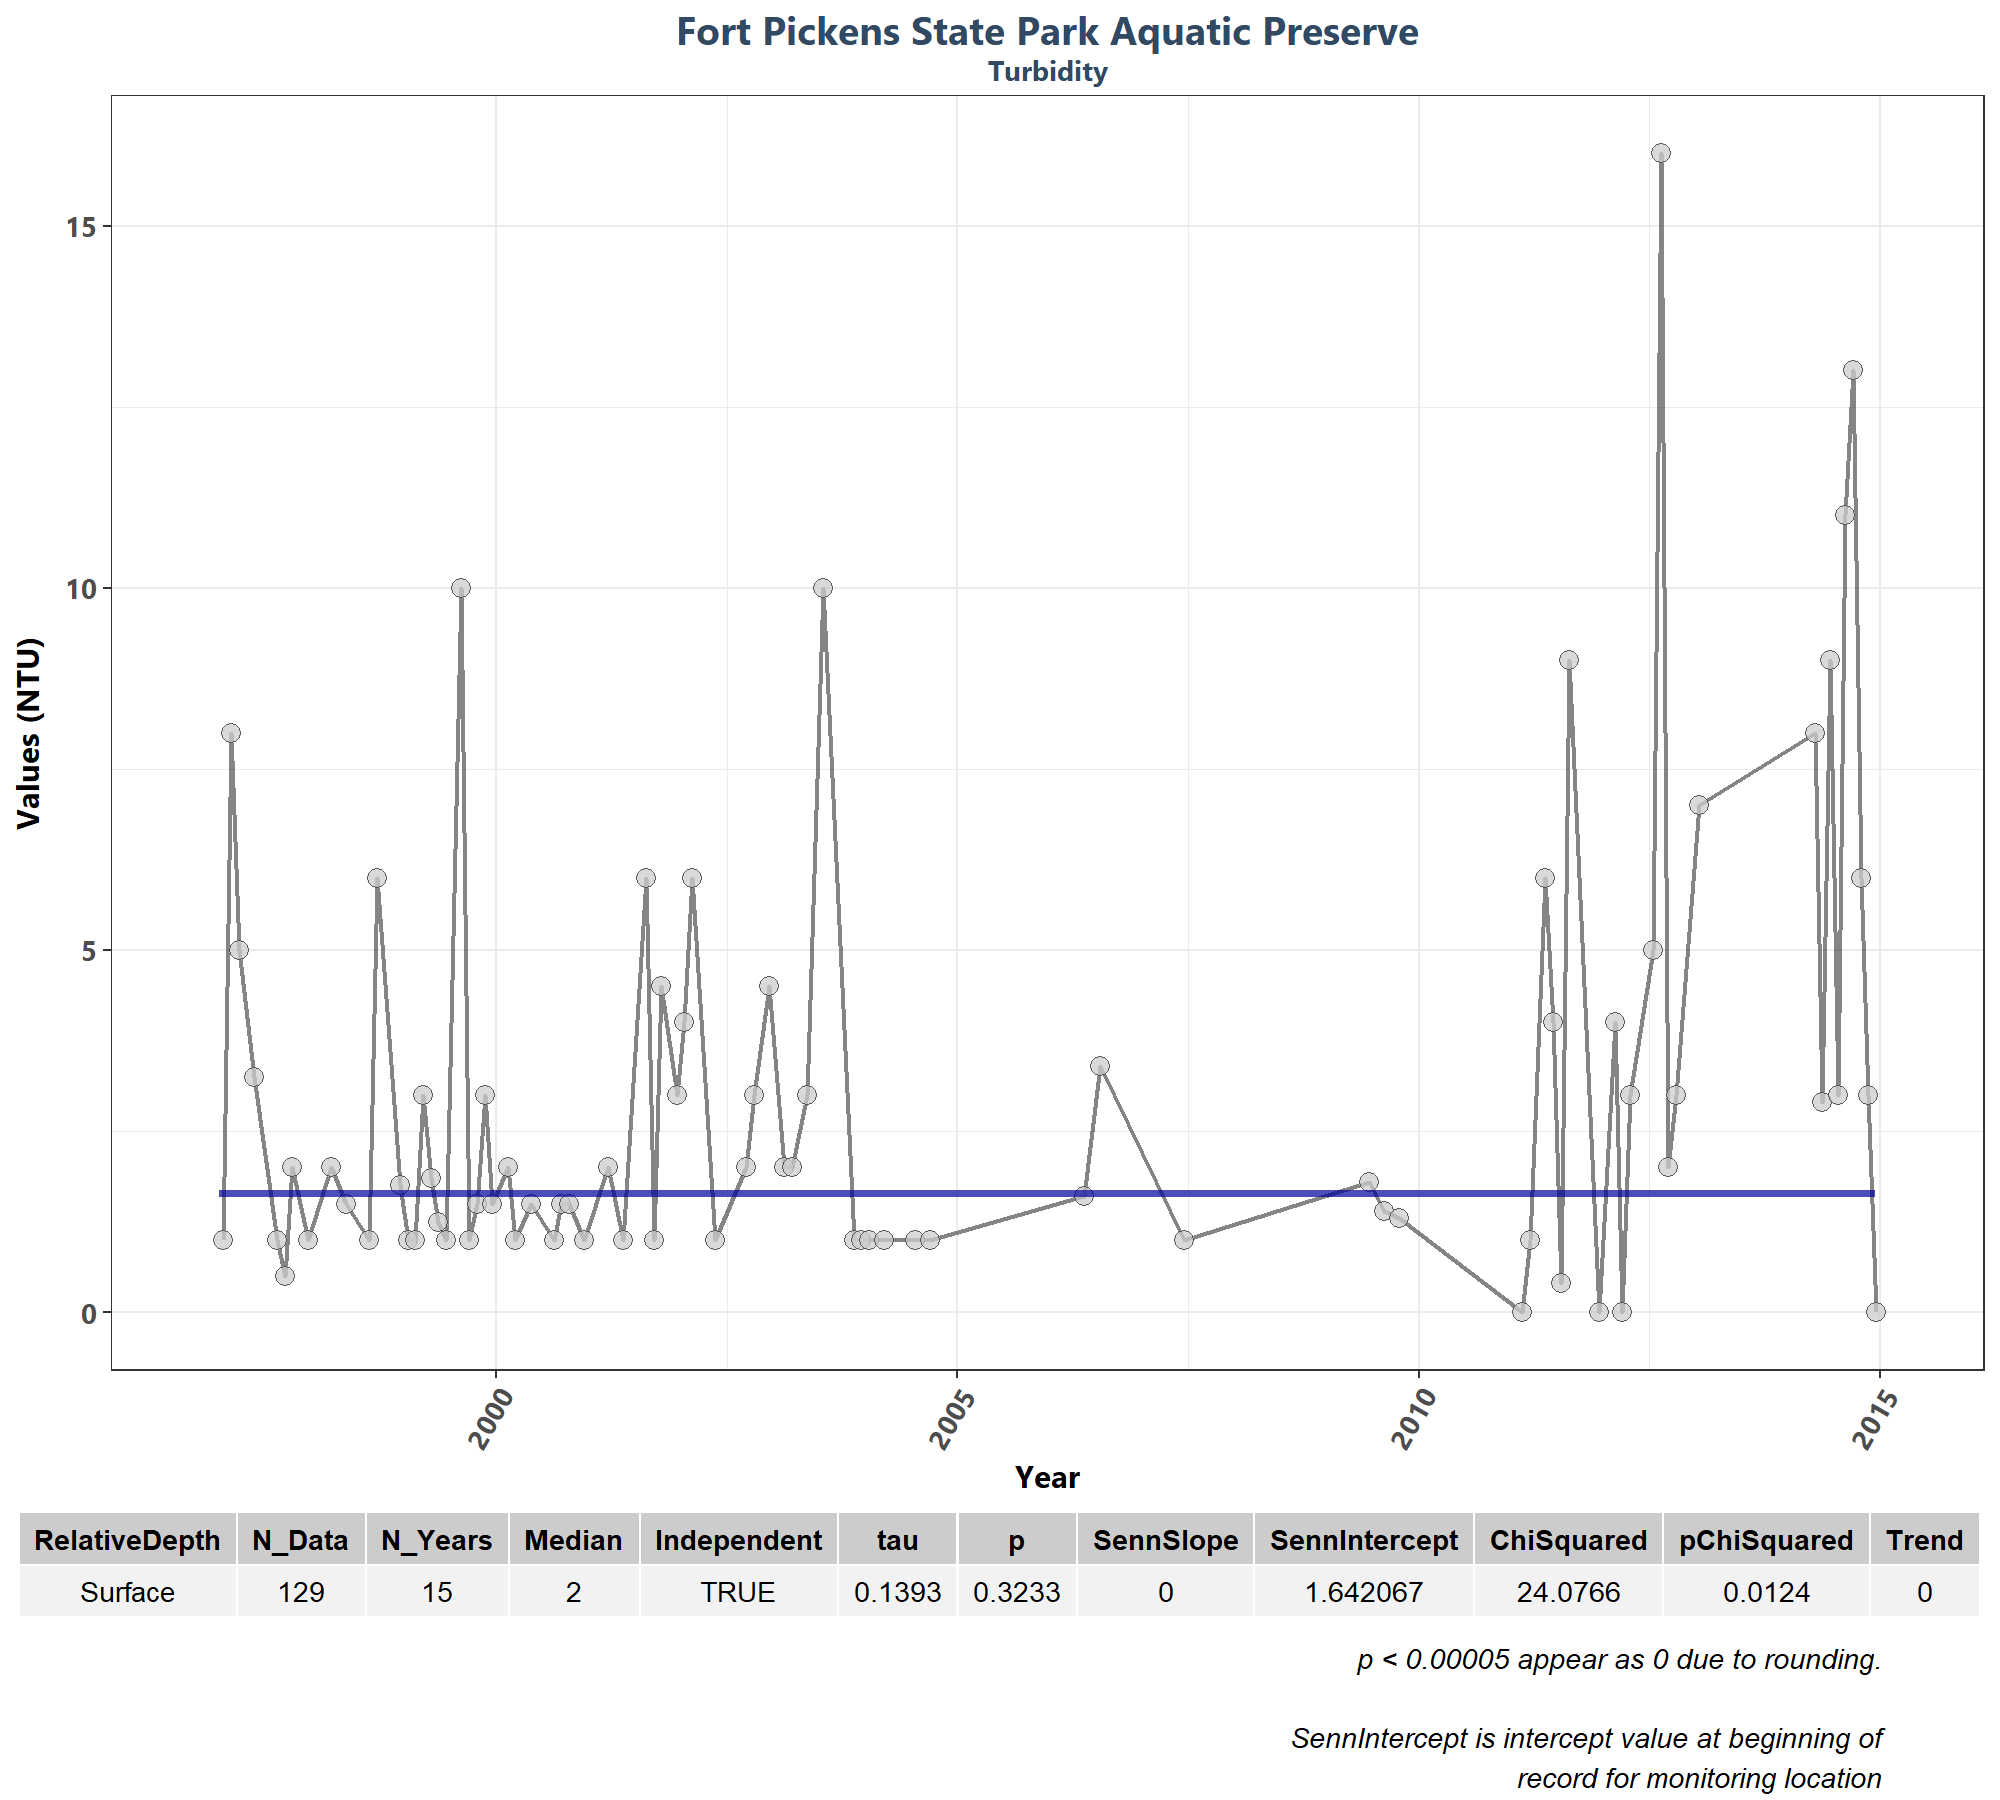 Fort Pickens State Park Aquatic Preserve
Turbidity
Values (NTU)
15
10
5
0
2000 2005 2010 2015
Year
RelativeDepth N_Data N_Years Median Independent tau p SennSlope SennIntercept ChiSquared pChiSquared Trend
Surface 129 15 2 TRUE 0.1393 0.3233 0 1.642067 24.0766 0.0124 0
p < 0.00005 appear as 0 due to rounding.
SennIntercept is intercept value at beginning of
record for monitoring location